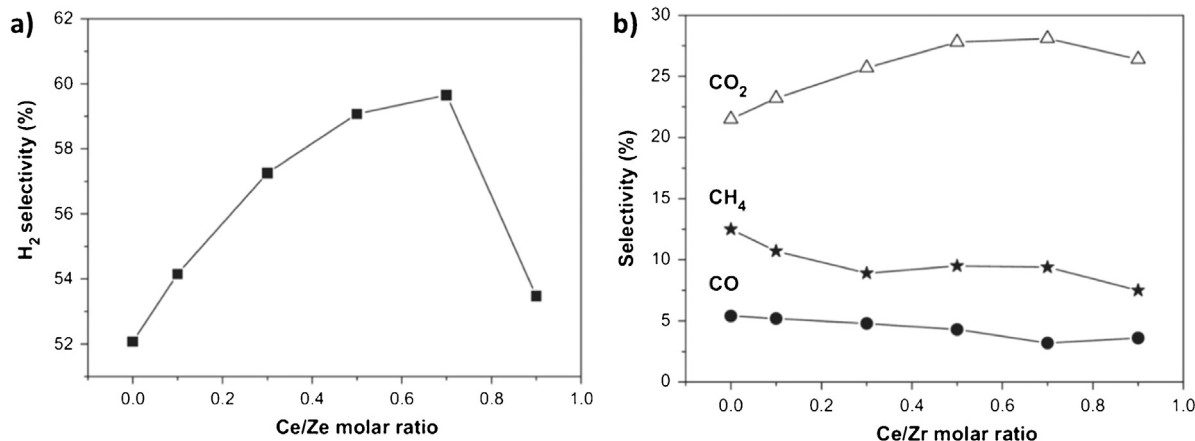 a)
62
60
58
56
54
52
H2 selectivity (%)
0.0 0.2 0.4 0.6 0.8 1.0
Ce/Ze molar ratio
b)
30
25
20
15
10
5
0
Selectivity (%)
CO2
CH4
CO
0.0 0.2 0.4 0.6 0.8 1.0
Ce/Zr molar ratio